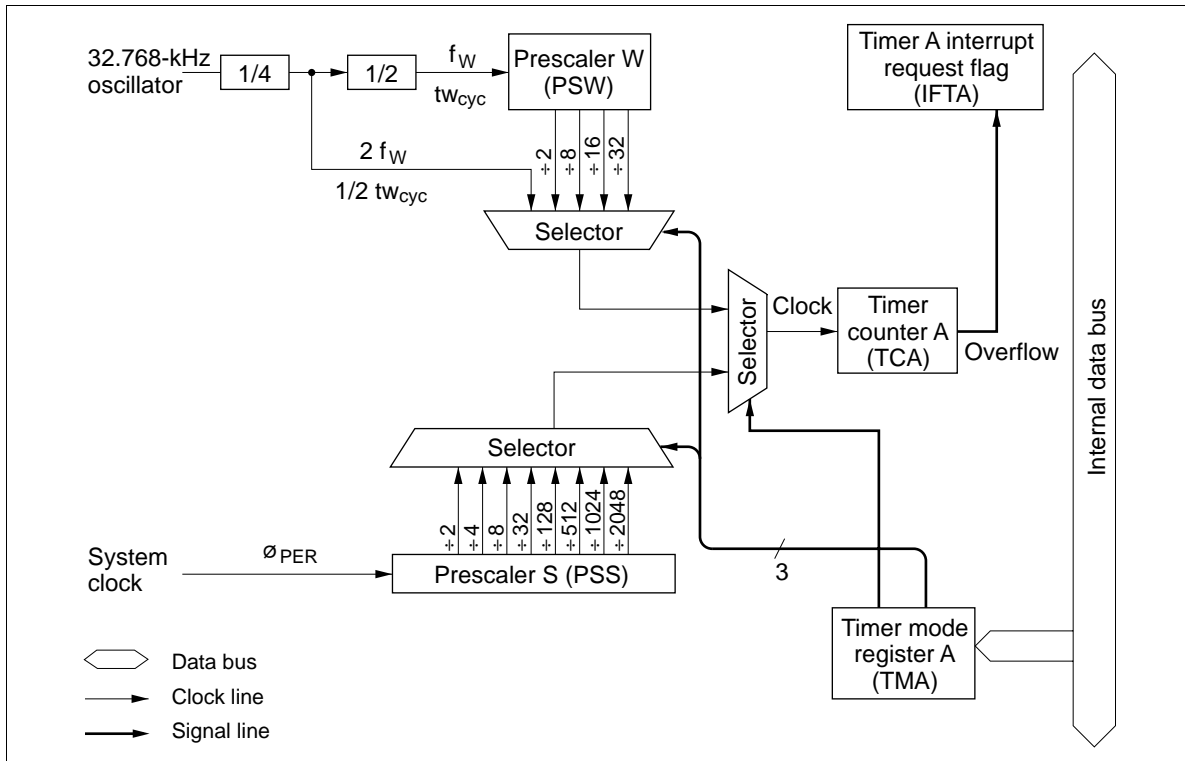 32.768-kHz
oscillator
1/4
1/2
f W
tw cyc
Prescaler W
(PSW)
2 f W
1/2 tw cyc
÷ 2
÷ 8
÷ 16
÷ 32
Selector
Timer A interrupt
request flag
(IFTA)
Selector
Clock
Timer
counter A
(TCA)
Overflow
Internal data bus
Selector
÷ 2
÷ 4
÷ 8
÷ 32
÷ 128
÷ 512
÷ 1024
÷ 2048
System
clock
ø PER
Prescaler S (PSS)
3
Timer mode
register A
(TMA)
Data bus
Clock line
Signal line